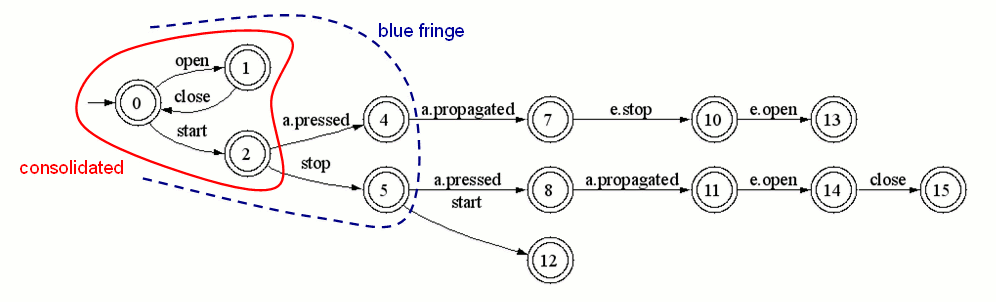 blue fringe
open
1
0
close
start
a.pressed
4
a.propagated
7
e.stop
10
e.open
13
2
stop
consolidated
5
a.pressed
start
8
a.propagated
11
e.open
14
close
15
12